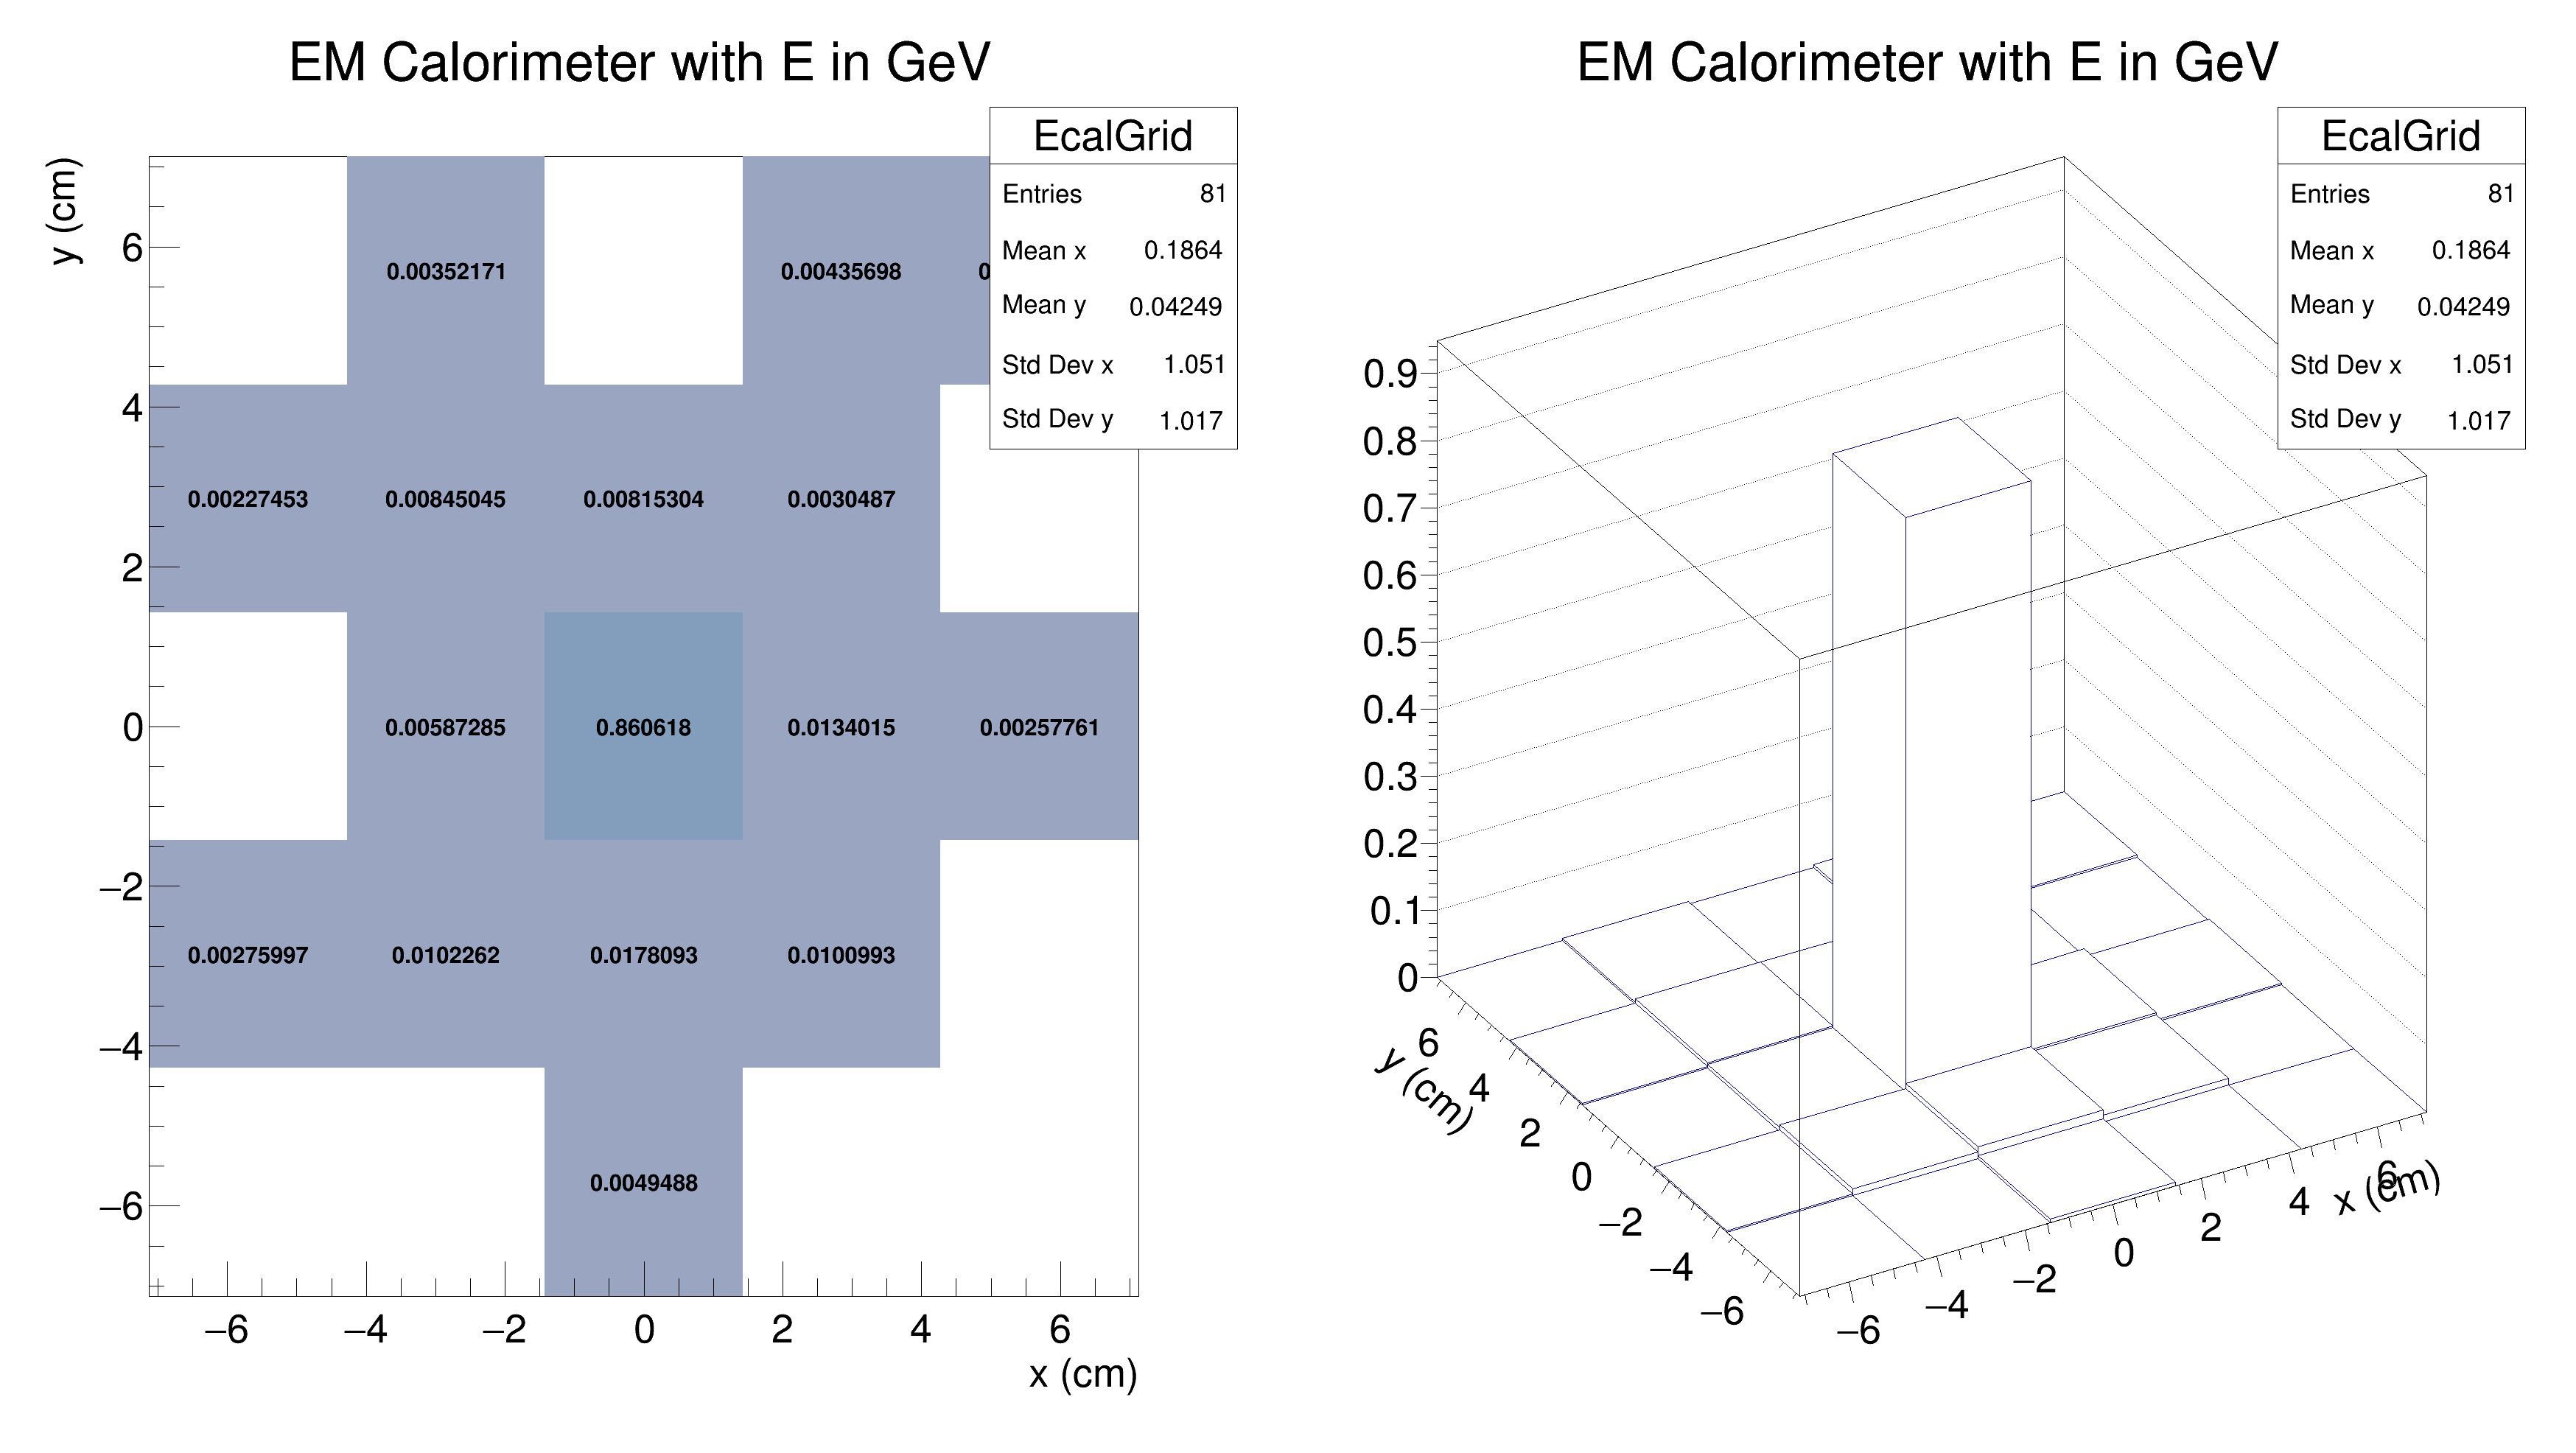 EM Calorimeter with E in GeV
EcalGrid
Entries 81
Mean x 0.1864
Mean y 0.04249
Std Dev x 1.051
Std Dev y 1.017
y (cm)
6
4
2
0
−2
−4
−6
0.00352171 0.00435698 0
0.00227453 0.00845045 0.00815304 0.0030487
0.00587285 0.860618 0.0134015 0.00257761
0.00275997 0.0102262 0.0178093 0.0100993
0.0049488
−6 −4 −2 0 2 4 6
x (cm)
EM Calorimeter with E in GeV
EcalGrid
Entries 81
Mean x 0.1864
Mean y 0.04249
Std Dev x 1.051
Std Dev y 1.017
0.9
0.8
0.7
0.6
0.5
0.4
0.3
0.2
0.1
0
6
4
2
0
−2
−4
−6
y (cm)
−6 −4 −2 0 2 4 6
x (cm)